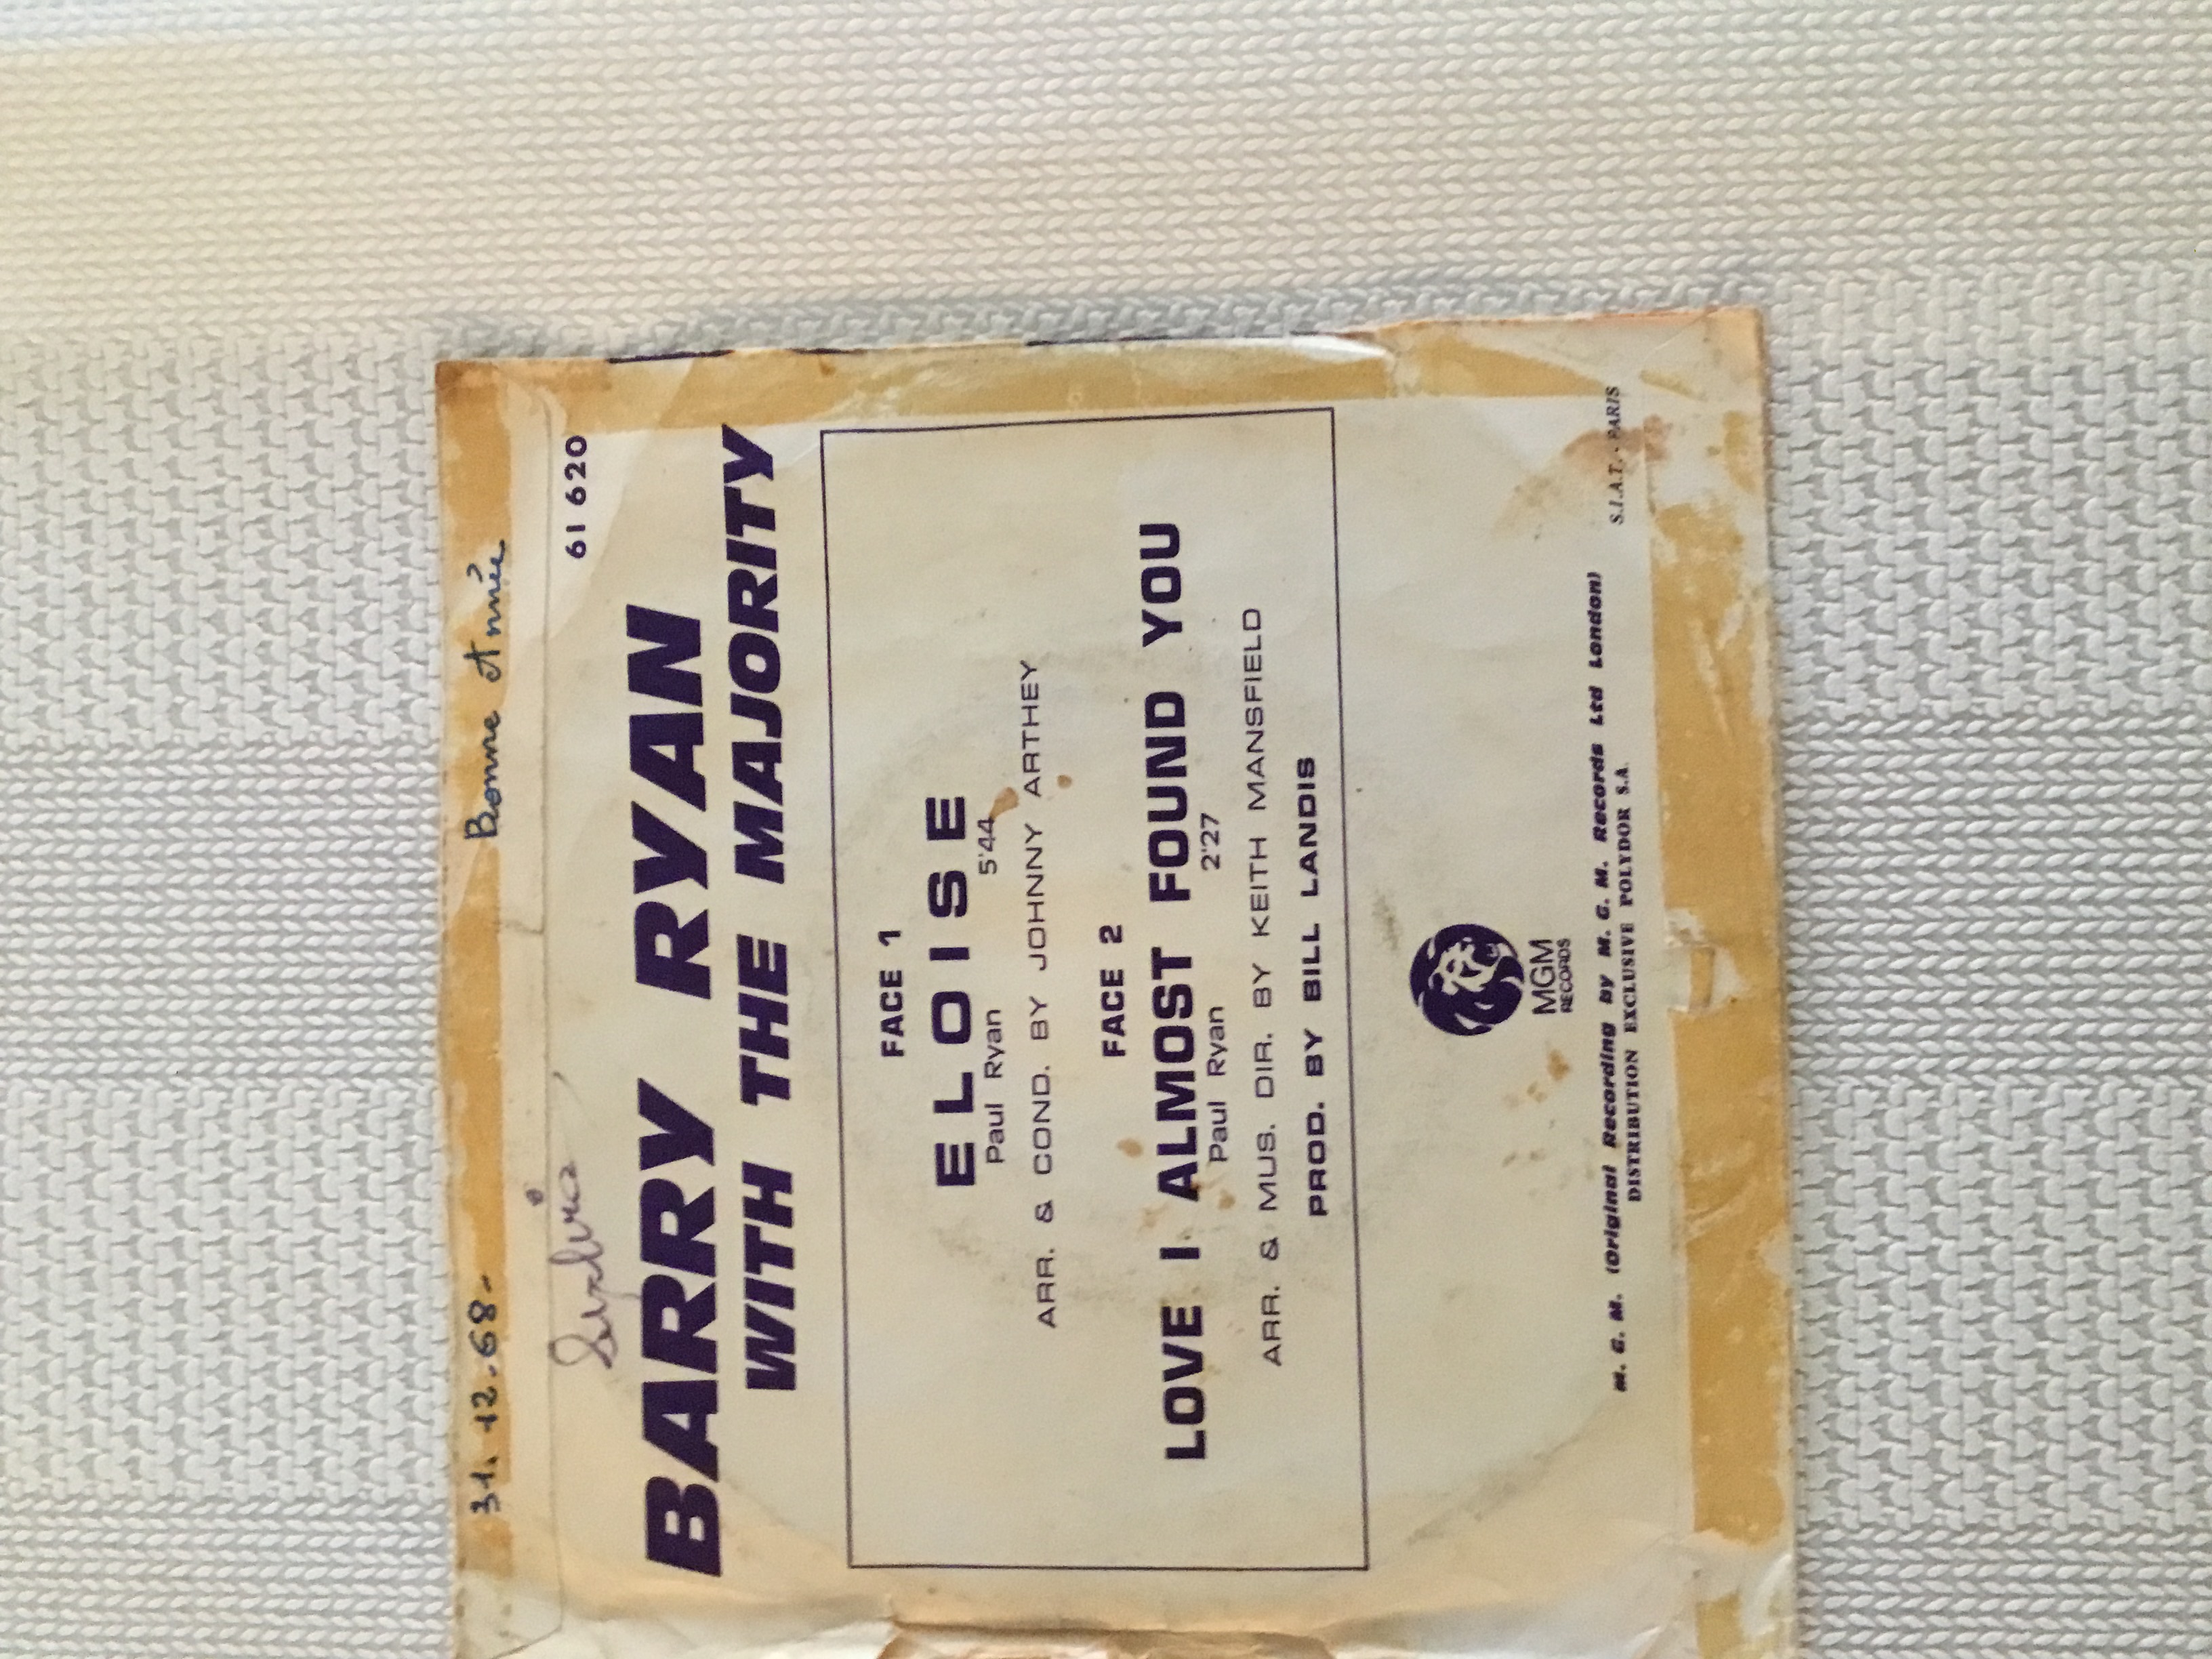 31.12.68- Bonne Année
61 620
Sylvia
BARRY RYAN
WITH THE MAJORITY
FACE 1
ELOISE
Paul Ryan 5'44
ARR. & COND. BY JOHNNY ARTHEY
FACE 2
LOVE I ALMOST FOUND YOU
Paul Ryan 2'27
ARR. & MUS. DIR. BY KEITH MANSFIELD
PROD. BY BILL LANDIS
MGM
RECORDS
M. G. M. (Original Recording by M. G. M. Records Ltd London)
DISTRIBUTION EXCLUSIVE POLYDOR S.A.
S.I.A.T. - PARIS